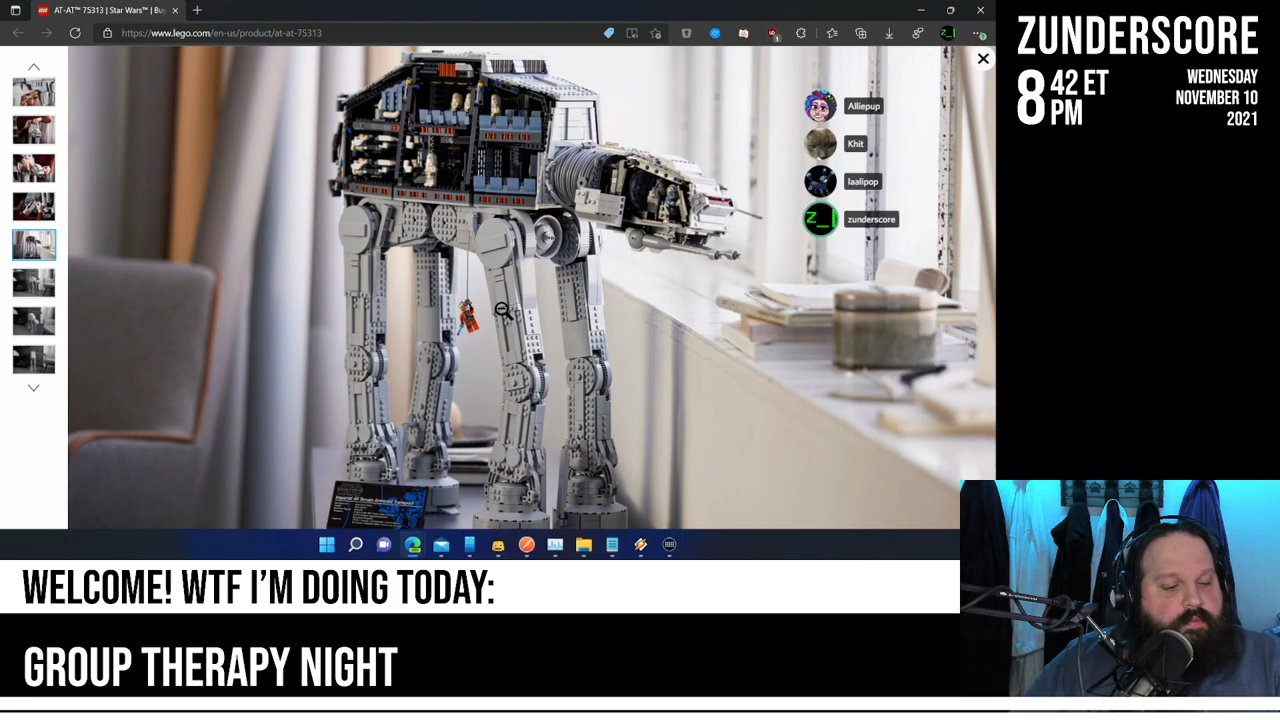 AT-AT™ 75313 | Star Wars™ | Bu
https://www.lego.com/en-us/product/at-at-75313
Alliepup
Khit
laalipop
zunderscore
ZUNDERSCORE
8 42 ET
PM
WEDNESDAY
NOVEMBER 10
2021
WELCOME! WTF I'M DOING TODAY:
GROUP THERAPY NIGHT